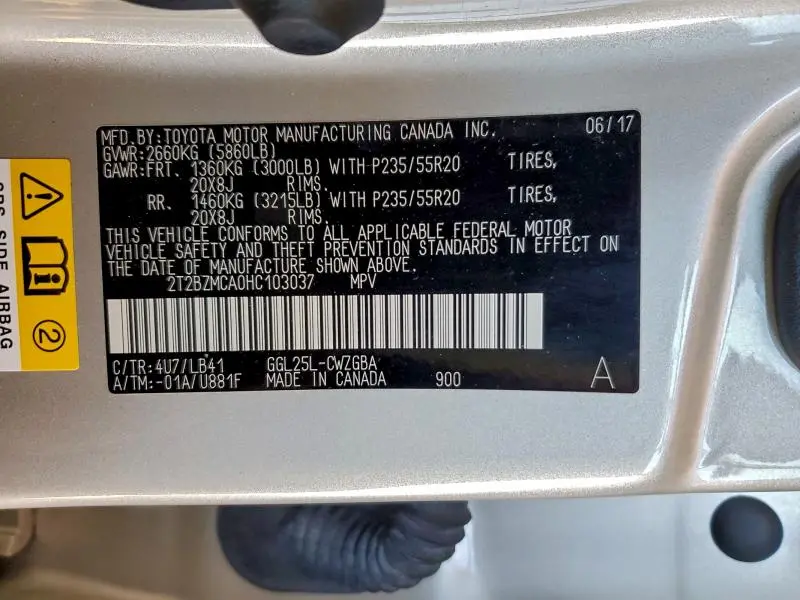 MFD. BY: TOYOTA MOTOR MANUFACTURING CANADA INC. 06/17
GVWR: 2660KG (5860LB)
GAWR: FRT. 1360KG (3000LB) WITH P235/55R20 TIRES,
20X8J RIMS.
RR. 1460KG (3215LB) WITH P235/55R20 TIRES,
20X8J RIMS.
THIS VEHICLE CONFORMS TO ALL APPLICABLE FEDERAL MOTOR
VEHICLE SAFETY AND THEFT PREVENTION STANDARDS IN EFFECT ON
THE DATE OF MANUFACTURE SHOWN ABOVE.
2T2BZMCA0HC103037 MPV
C/TR: 4U7/LB41 GGL25L-CWZGBA
A/TM: -01A/U881F MADE IN CANADA 900 A
SRS SIDE AIRBAG
2